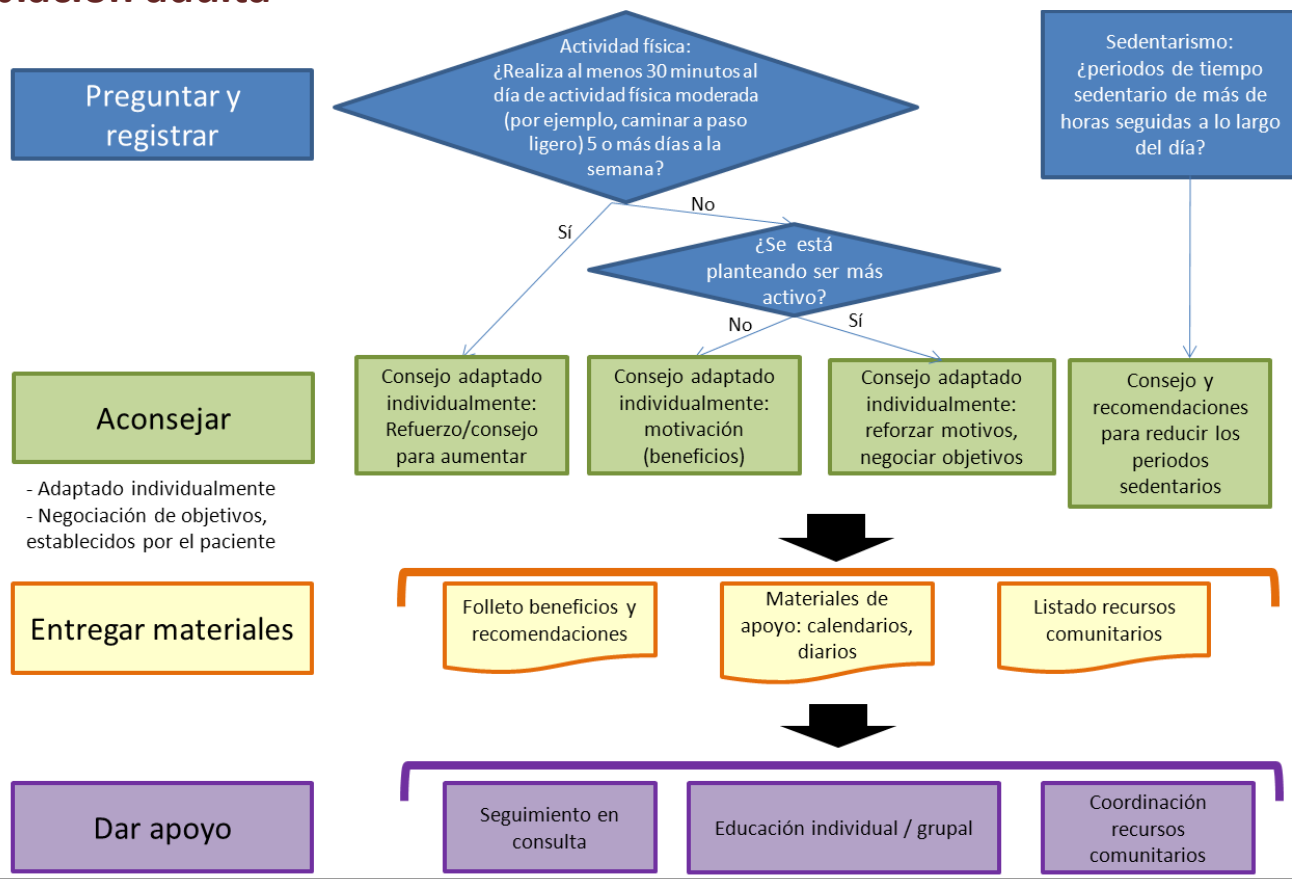 Preguntar y
registrar
Actividad física:
¿Realiza al menos 30 minutos al
día de actividad física moderada
(por ejemplo, caminar a paso
ligero) 5 o más días a la
semana?
Sedentarismo:
¿periodos de tiempo
sedentario de más de
horas seguidas a lo largo
del día?
Sí
No
¿Se está
planteando ser más
activo?
No
Sí
Aconsejar
- Adaptado individualmente
- Negociación de objetivos,
establecidos por el paciente
Consejo adaptado
individualmente:
Refuerzo/consejo
para aumentar
Consejo adaptado
individualmente:
motivación
(beneficios)
Consejo adaptado
individualmente:
reforzar motivos,
negociar objetivos
Consejo y
recomendaciones
para reducir los
periodos
sedentarios
Entregar materiales
Folleto beneficios y
recomendaciones
Materiales de
apoyo: calendarios,
diarios
Listado recursos
comunitarios
Dar apoyo
Seguimiento en
consulta
Educación individual / grupal
Coordinación
recursos
comunitarios